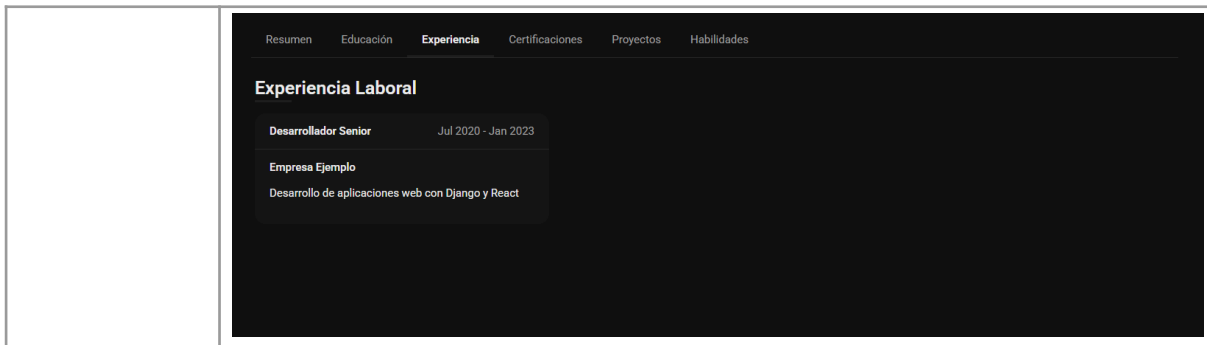 Resumen Educación Experiencia Certificaciones Proyectos Habilidades
Experiencia Laboral
Desarrollador Senior Jul 2020 - Jan 2023
Empresa Ejemplo
Desarrollo de aplicaciones web con Django y React